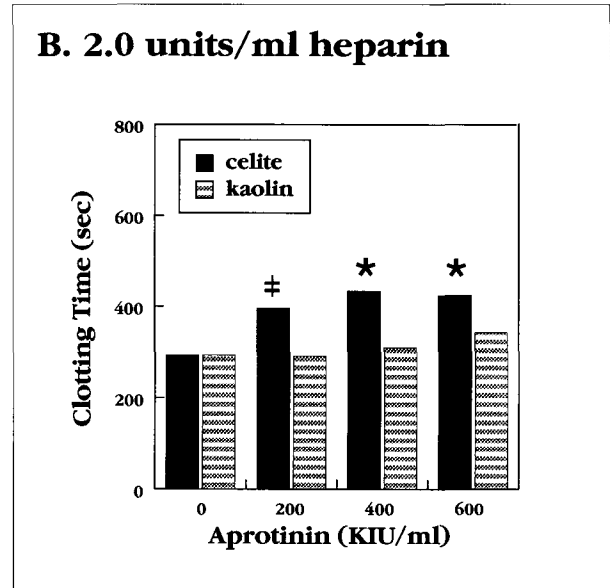 B. 2.0 units/ml heparin
800
600
400
200
0
Clotting Time (sec)
celite
kaolin
‡
*
*
0 200 400 600
Aprotinin (KIU/ml)